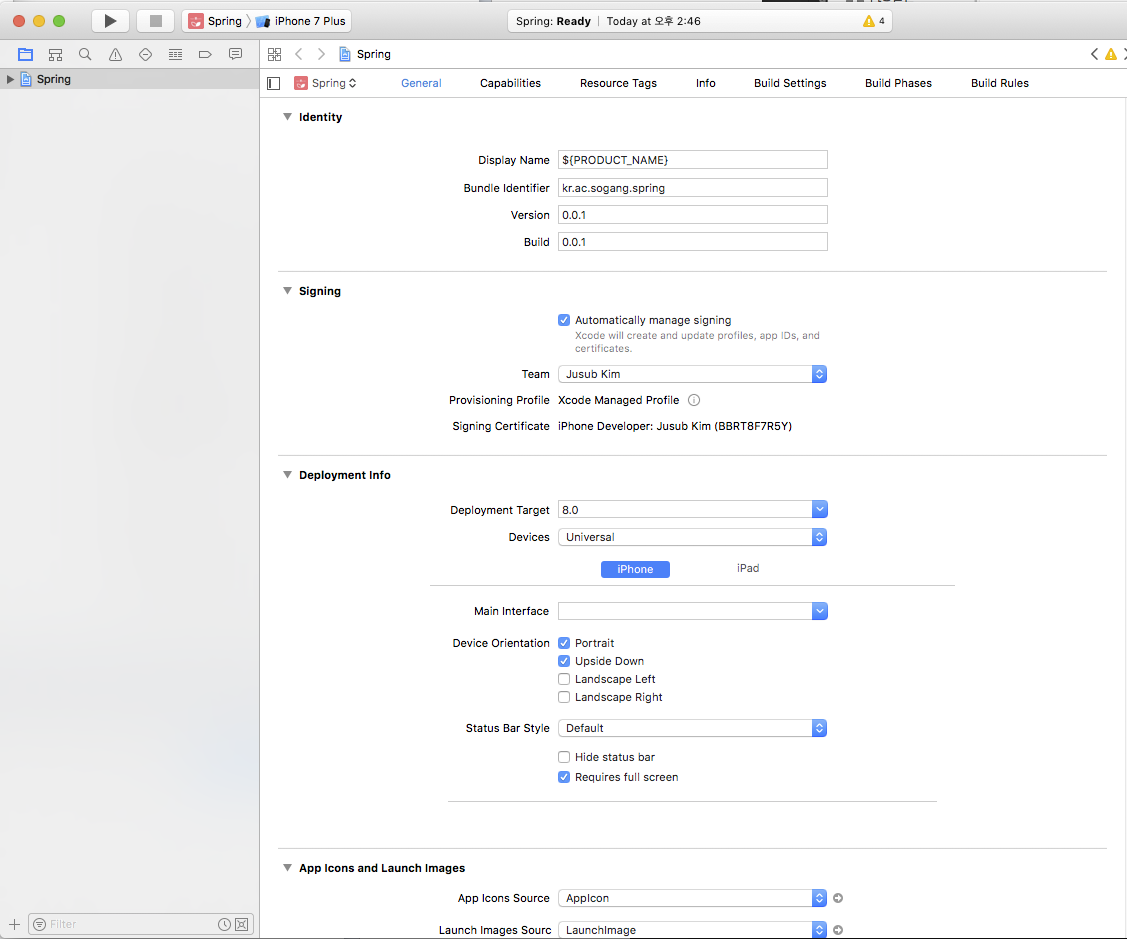 Spring iPhone 7 Plus
Spring: Ready Today at 오후 2:46
4
Spring
Spring
Spring
General Capabilities Resource Tags Info Build Settings Build Phases Build Rules
Identity
Display Name ${PRODUCT_NAME}
Bundle Identifier kr.ac.sogang.spring
Version 0.0.1
Build 0.0.1
Signing
Automatically manage signing
Xcode will create and update profiles, app IDs, and
certificates.
Team Jusub Kim
Provisioning Profile Xcode Managed Profile
Signing Certificate iPhone Developer: Jusub Kim (BBRT8F7R5Y)
Deployment Info
Deployment Target 8.0
Devices Universal
iPhone iPad
Main Interface
Device Orientation Portrait
Upside Down
Landscape Left
Landscape Right
Status Bar Style Default
Hide status bar
Requires full screen
App Icons and Launch Images
App Icons Source AppIcon
Launch Images Sourc LaunchImage
Filter